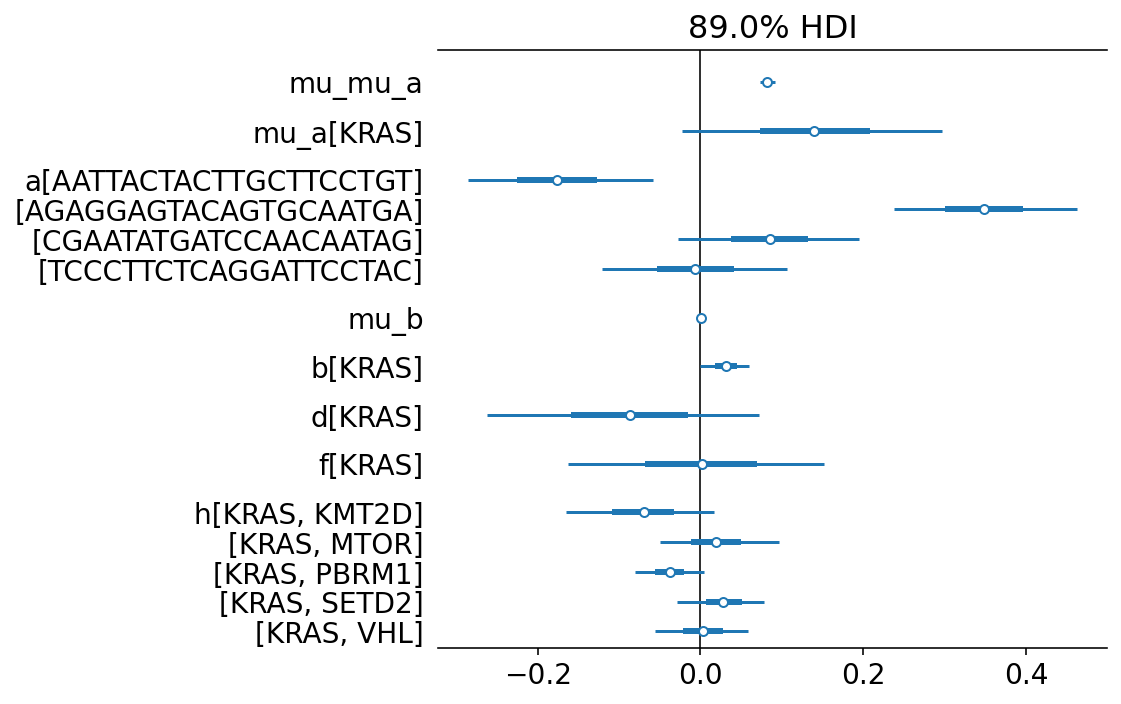 89.0% HDI
mu_mu_a
mu_a[KRAS]
a[AATTACTACTTGCTTCCTGT]
[AGAGGAGTACAGTGCAATGA]
[CGAATATGATCCAACAATAG]
[TCCCTTCTCAGGATTCCTAC]
mu_b
b[KRAS]
d[KRAS]
f[KRAS]
h[KRAS, KMT2D]
[KRAS, MTOR]
[KRAS, PBRM1]
[KRAS, SETD2]
[KRAS, VHL]
−0.2 0.0 0.2 0.4